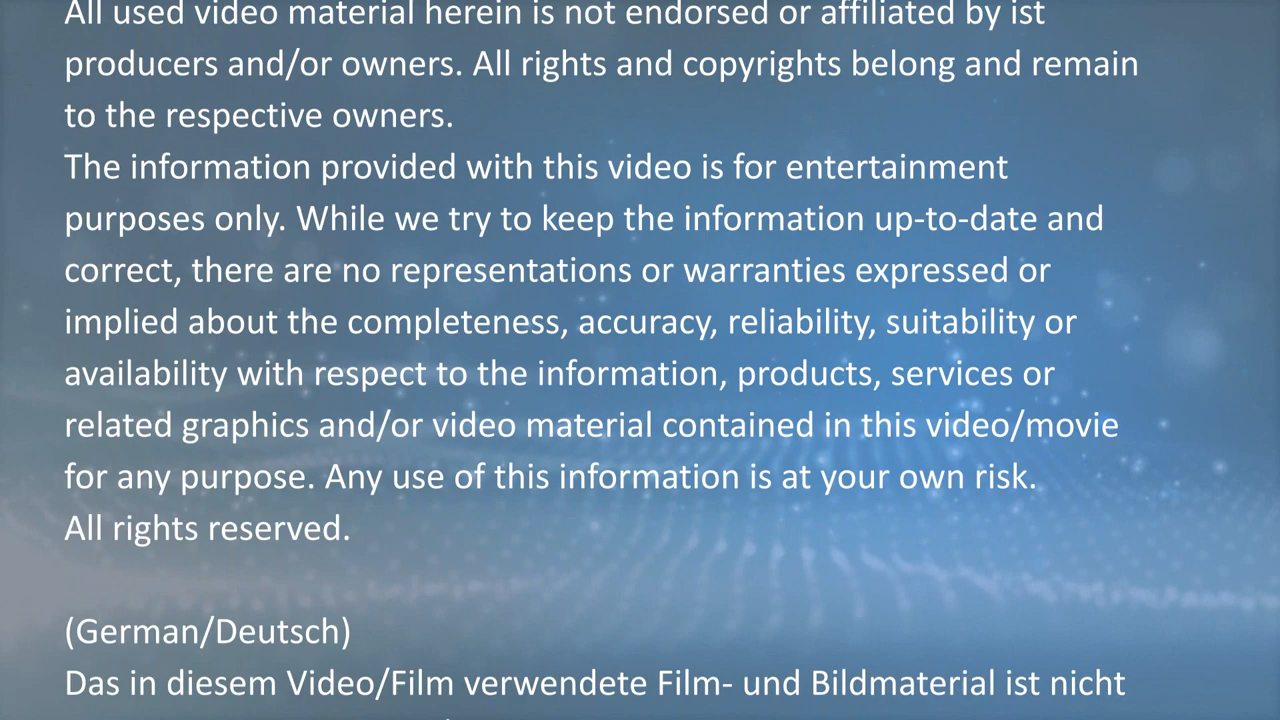 All used video material herein is not endorsed or affiliated by ist
producers and/or owners. All rights and copyrights belong and remain
to the respective owners.
The information provided with this video is for entertainment
purposes only. While we try to keep the information up-to-date and
correct, there are no representations or warranties expressed or
implied about the completeness, accuracy, reliability, suitability or
availability with respect to the information, products, services or
related graphics and/or video material contained in this video/movie
for any purpose. Any use of this information is at your own risk.
All rights reserved.
(German/Deutsch)
Das in diesem Video/Film verwendete Film- und Bildmaterial ist nicht